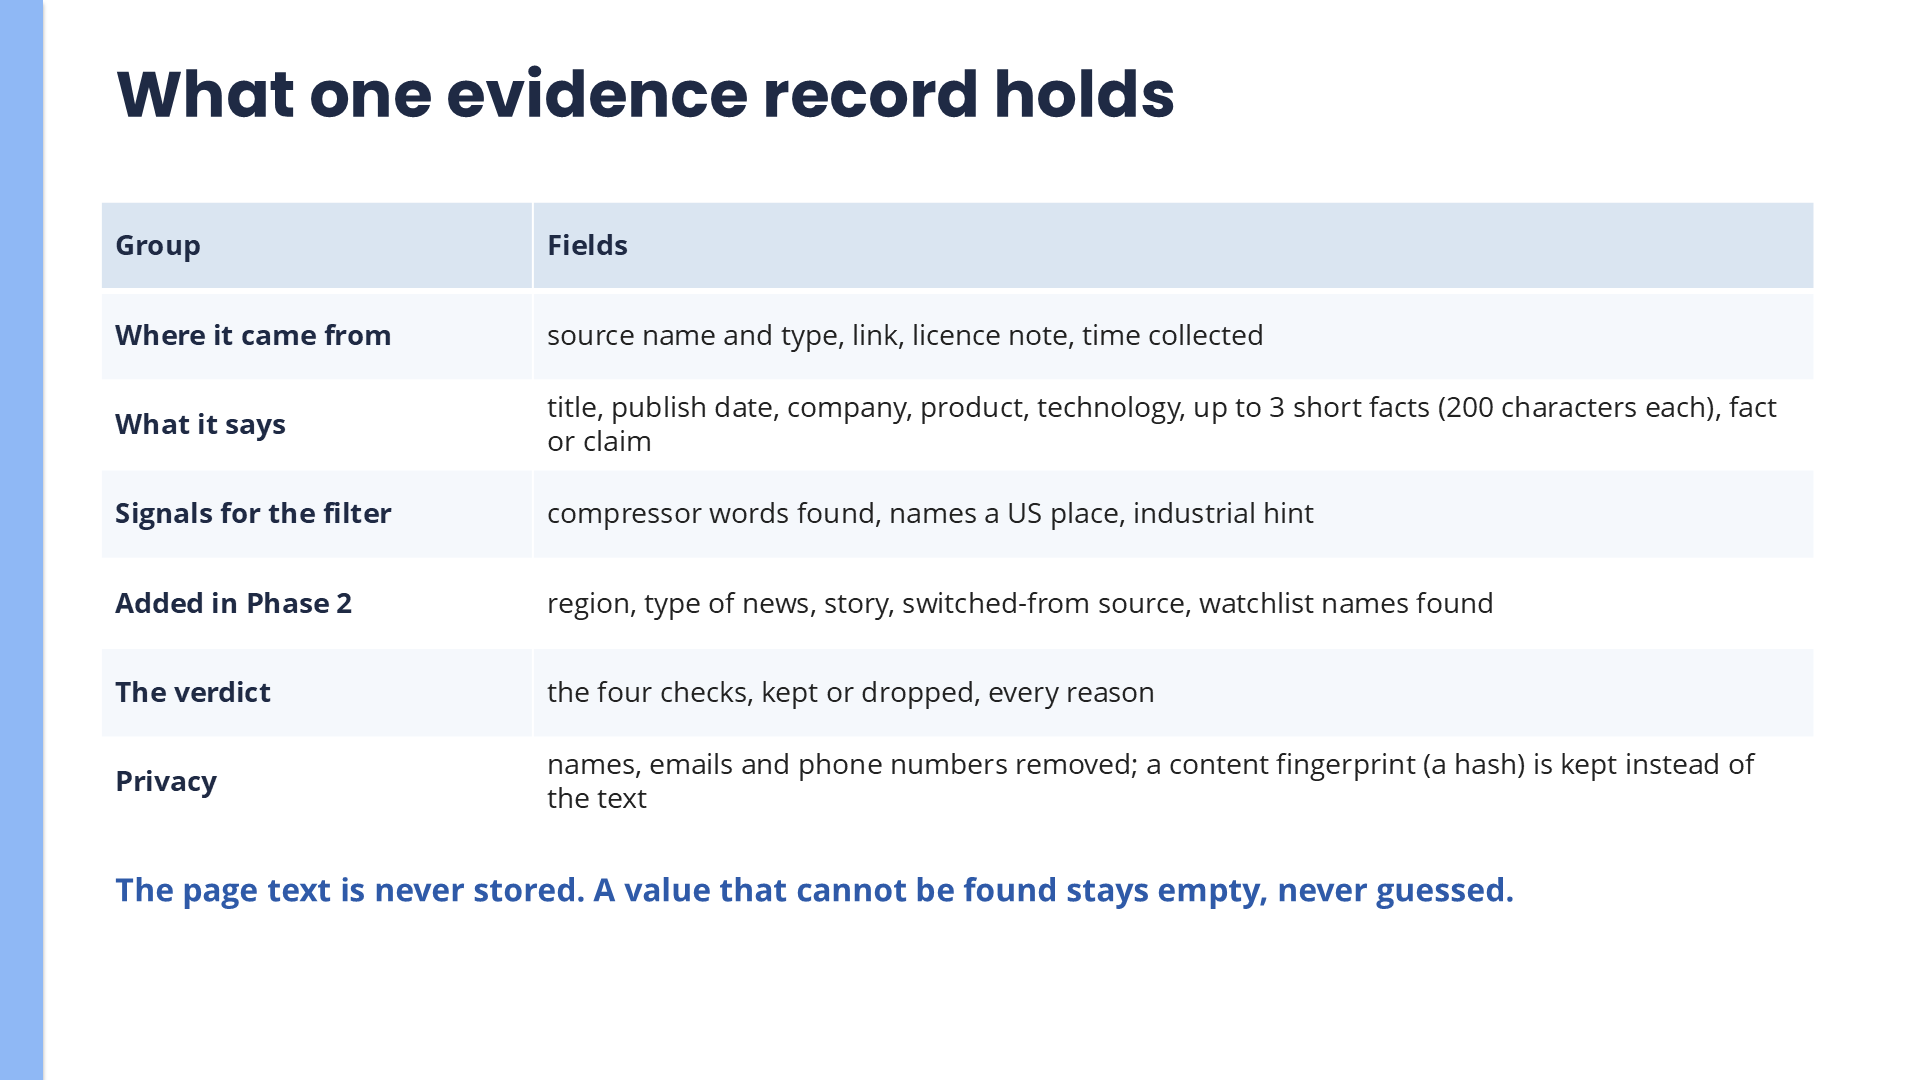 What one evidence record holds
Group
Fields
Where it came from
source name and type, link, licence note, time collected
What it says
title, publish date, company, product, technology, up to 3 short facts (200 characters each), fact
or claim
Signals for the filter
compressor words found, names a US place, industrial hint
Added in Phase 2
region, type of news, story, switched-from source, watchlist names found
The verdict
the four checks, kept or dropped, every reason
Privacy
names, emails and phone numbers removed; a content fingerprint (a hash) is kept instead of
the text
The page text is never stored. A value that cannot be found stays empty, never guessed.